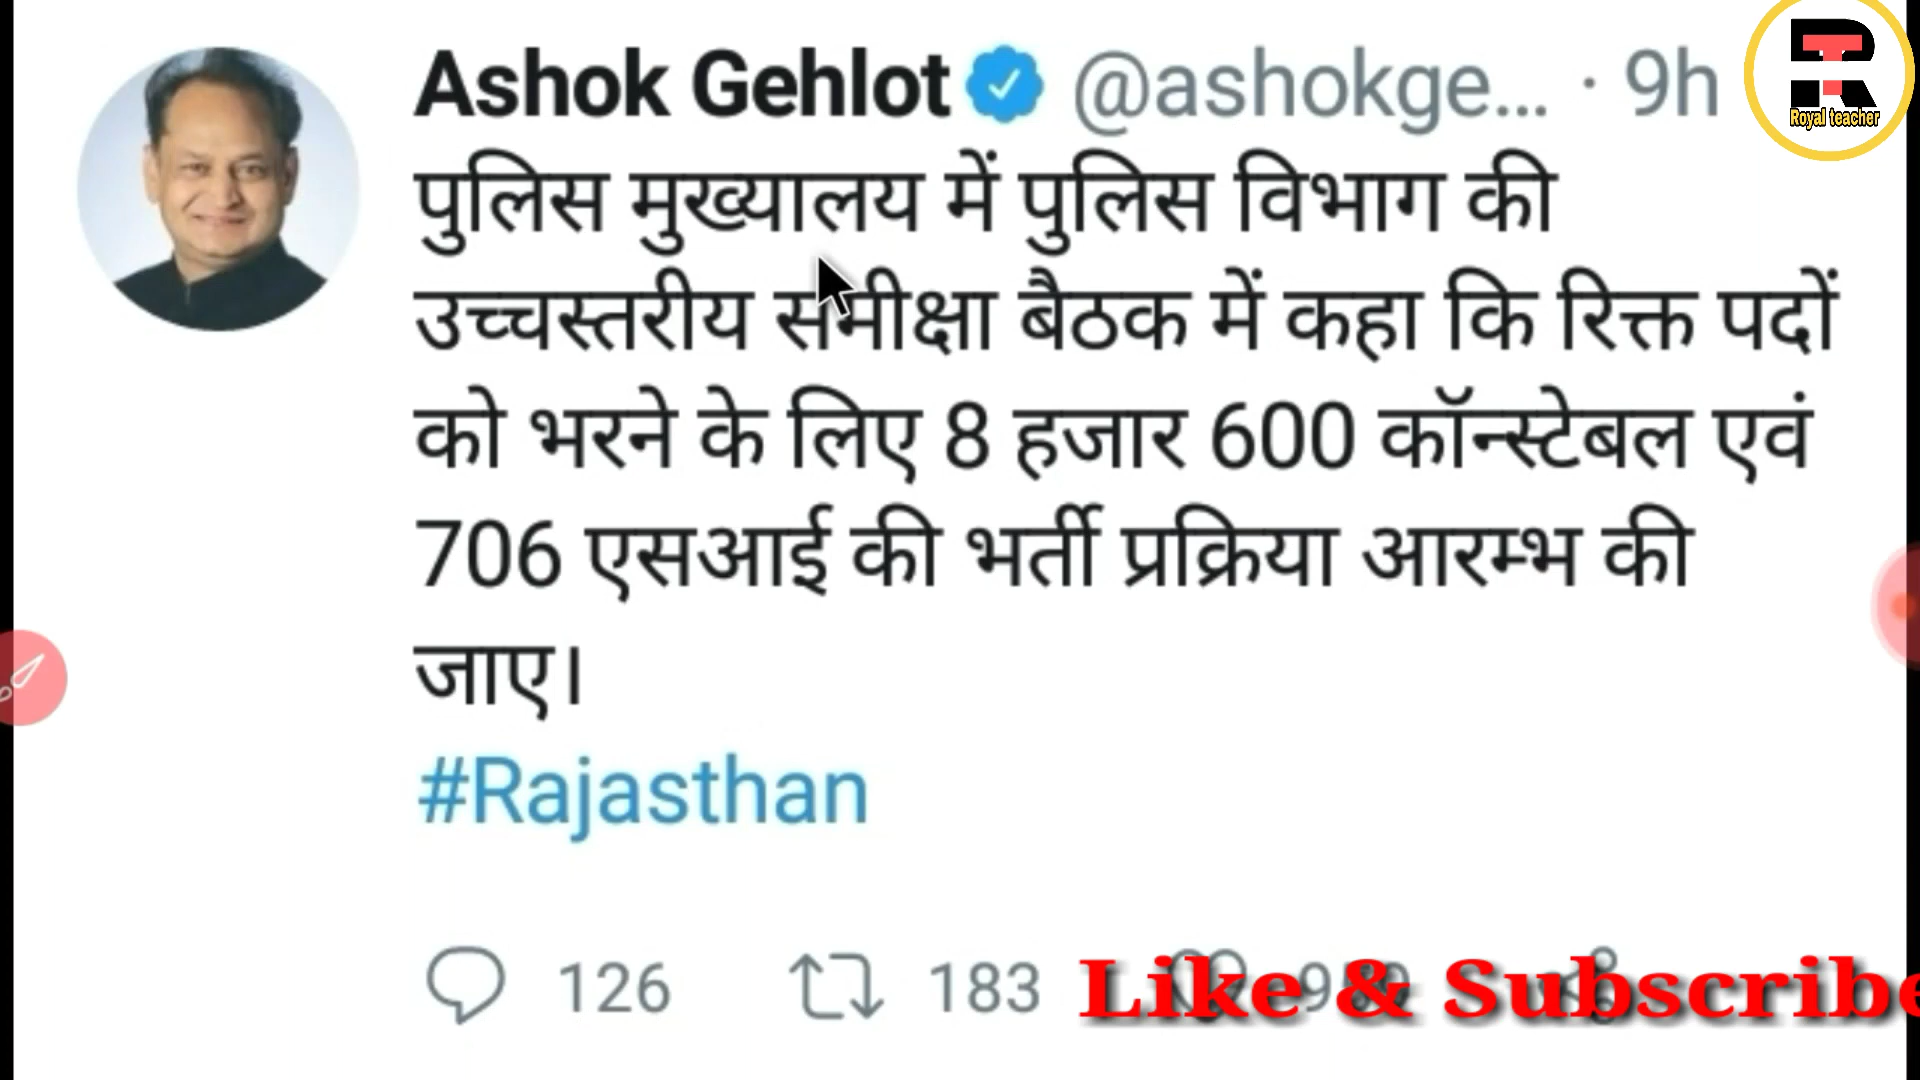 Ashok Gehlot @ashokge... · 9h
Royal teacher
पुलिस मुख्यालय में पुलिस विभाग की
उच्चस्तरीय समीक्षा बैठक में कहा कि रिक्त पदों
को भरने के लिए 8 हजार 600 कॉन्स्टेबल एवं
706 एसआई की भर्ती प्रक्रिया आरम्भ की
जाए।
#Rajasthan
126 183 Like & Subscribe